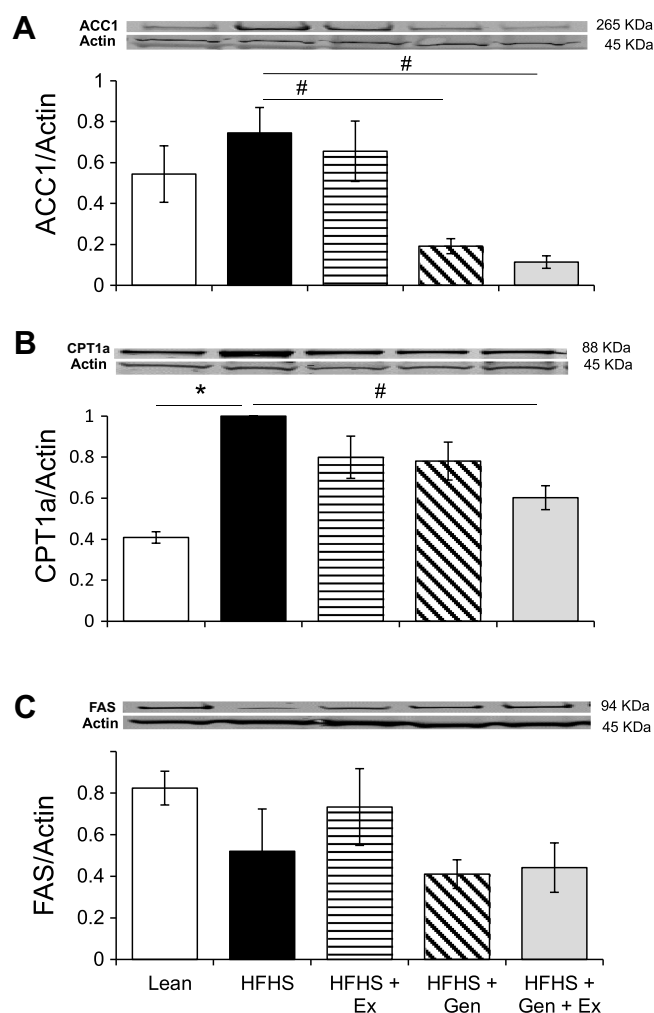 A
ACC1
265 KDa
Actin
45 KDa
#
#
1
0.8
0.6
0.4
0.2
0
ACC1/Actin
B
CPT1a
88 KDa
Actin
45 KDa
*
#
1
0.8
0.6
0.4
0.2
0
CPT1a/Actin
C
FAS
94 KDa
Actin
45 KDa
0.8
0.6
0.4
0.2
0
FAS/Actin
Lean
HFHS
HFHS +
Ex
HFHS +
Gen
HFHS +
Gen + Ex